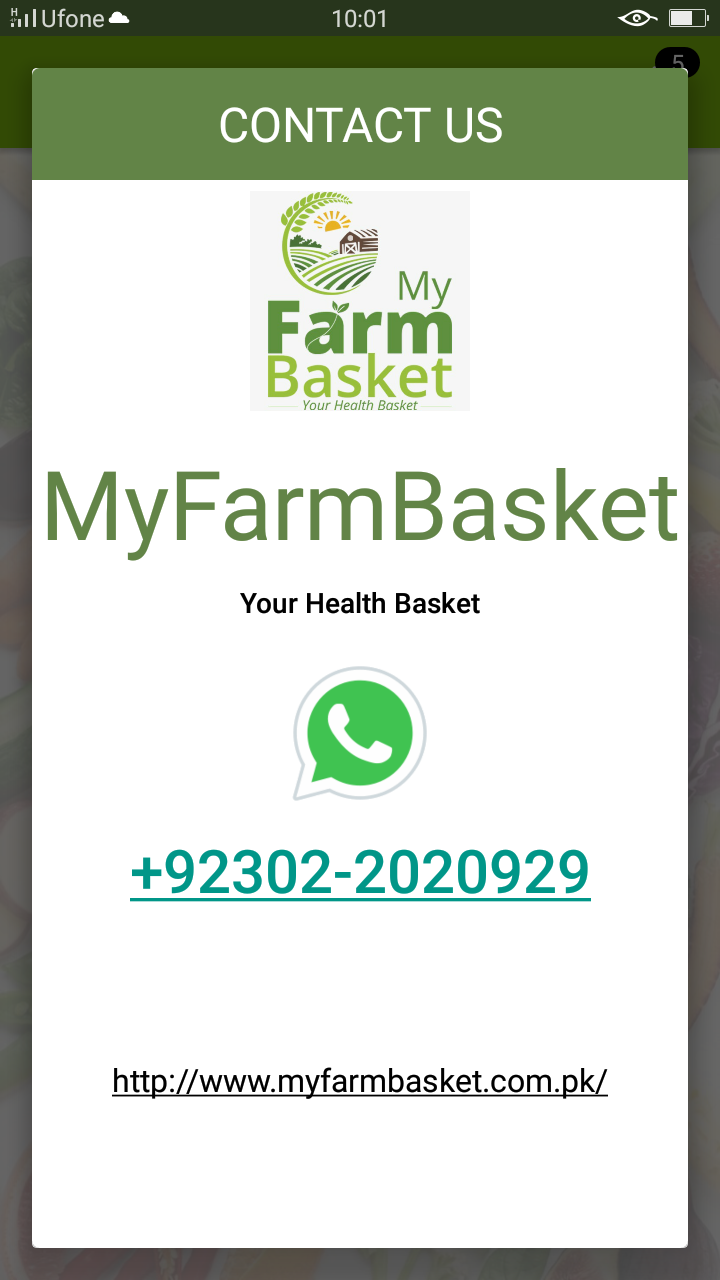 H
Ufone
10:01
5
CONTACT US
My
Farm
Basket
Your Health Basket
MyFarmBasket
Your Health Basket
+92302-2020929
http://www.myfarmbasket.com.pk/